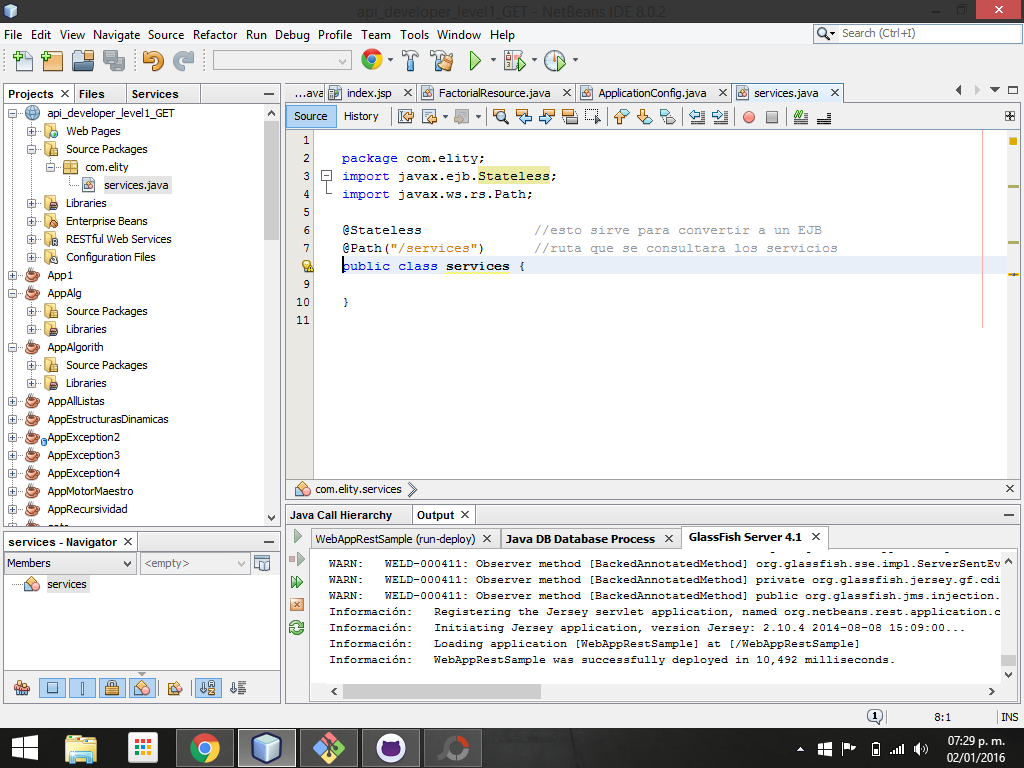 api_developer_level1_GET - NetBeans IDE 8.0.2
File Edit View Navigate Source Refactor Run Debug Profile Team Tools Window Help
Search (Ctrl+I)
Projects Files Services
api_developer_level1_GET
Web Pages
Source Packages
com.elity
services.java
Libraries
Enterprise Beans
RESTful Web Services
Configuration Files
App1
AppAlg
Source Packages
Libraries
AppAlgorith
Source Packages
Libraries
AppAllListas
AppEstructurasDinamicas
AppException2
AppException3
AppException4
AppMotorMaestro
AppRecursividad
services - Navigator
Members <empty>
services
...ava index.jsp FactorialResource.java ApplicationConfig.java services.java
Source History
1
2 package com.elity;
3 import javax.ejb.Stateless;
4 import javax.ws.rs.Path;
5
6 @Stateless //esto sirve para convertir a un EJB
7 @Path("/services") //ruta que se consultara los servicios
public class services {
9
10 }
11
com.elity.services
Java Call Hierarchy Output
WebAppRestSample (run-deploy) Java DB Database Process GlassFish Server 4.1
WARN: WELD-000411: Observer method [BackedAnnotatedMethod] org.glassfish.sse.impl.ServerSentEv
WARN: WELD-000411: Observer method [BackedAnnotatedMethod] private org.glassfish.jersey.gf.cdi
WARN: WELD-000411: Observer method [BackedAnnotatedMethod] public org.glassfish.jms.injection.
Información: Registering the Jersey servlet application, named org.netbeans.rest.application.c
Información: Initiating Jersey application, version Jersey: 2.10.4 2014-08-08 15:09:00...
Información: Loading application [WebAppRestSample] at [/WebAppRestSample]
Información: WebAppRestSample was successfully deployed in 10,492 milliseconds.
1 8:1 INS
07:29 p. m.
02/01/2016